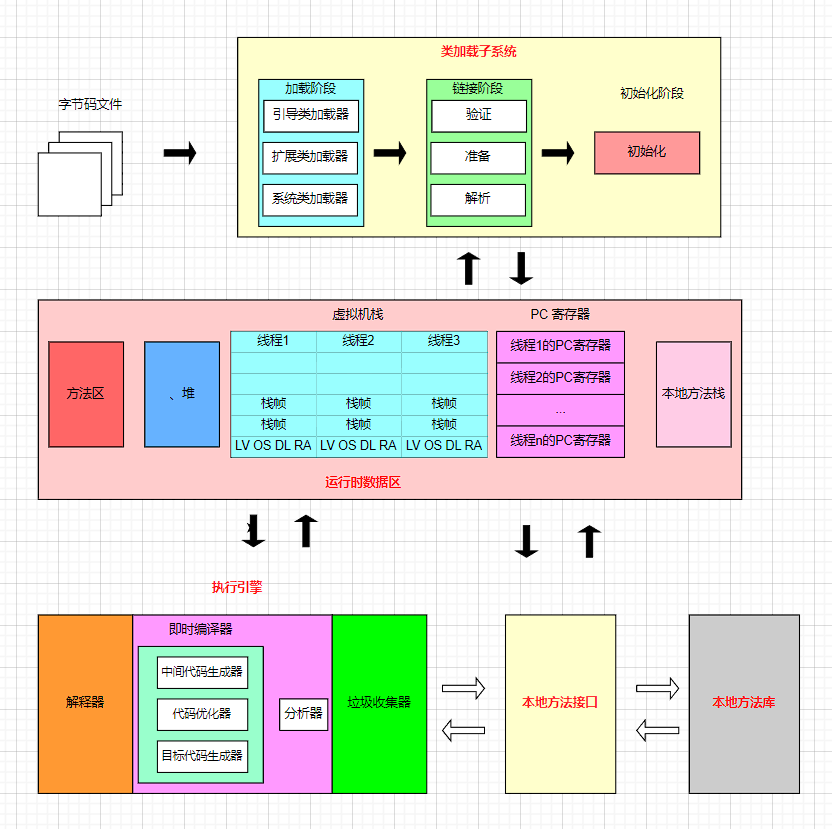 类加载子系统
字节码文件
加载阶段
引导类加载器
扩展类加载器
系统类加载器
链接阶段
验证
准备
解析
初始化阶段
初始化
虚拟机栈
PC 寄存器
方法区
、堆
线程1 线程2 线程3
栈帧 栈帧 栈帧
栈帧 栈帧 栈帧
LV OS DL RA LV OS DL RA LV OS DL RA
线程1的PC寄存器
线程2的PC寄存器
...
线程n的PC寄存器
本地方法栈
运行时数据区
执行引擎
解释器
即时编译器
中间代码生成器
代码优化器
目标代码生成器
分析器
垃圾收集器
本地方法接口
本地方法库